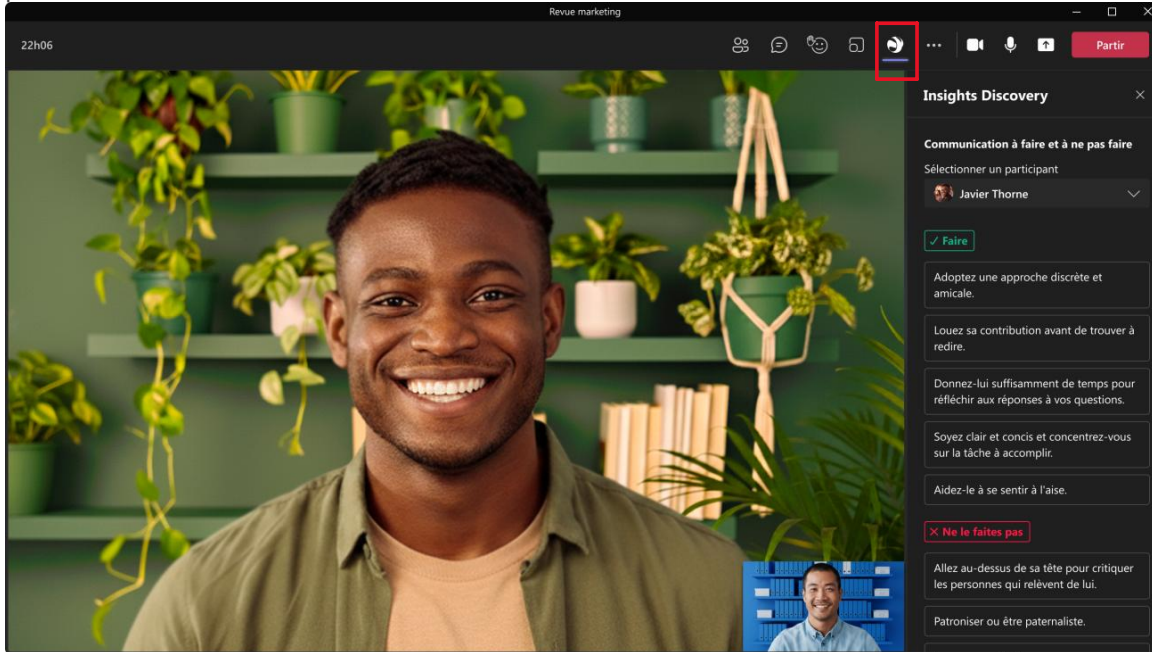 Revue marketing
22h06
Partir
Insights Discovery
Communication à faire et à ne pas faire
Sélectionner un participant
Javier Thorne
✓ Faire
Adoptez une approche discrète et
amicale.
Louez sa contribution avant de trouver à
redire.
Donnez-lui suffisamment de temps pour
réfléchir aux réponses à vos questions.
Soyez clair et concis et concentrez-vous
sur la tâche à accomplir.
Aidez-le à se sentir à l'aise.
✕ Ne le faites pas
Allez au-dessus de sa tête pour critiquer
les personnes qui relèvent de lui.
Patroniser ou être paternaliste.